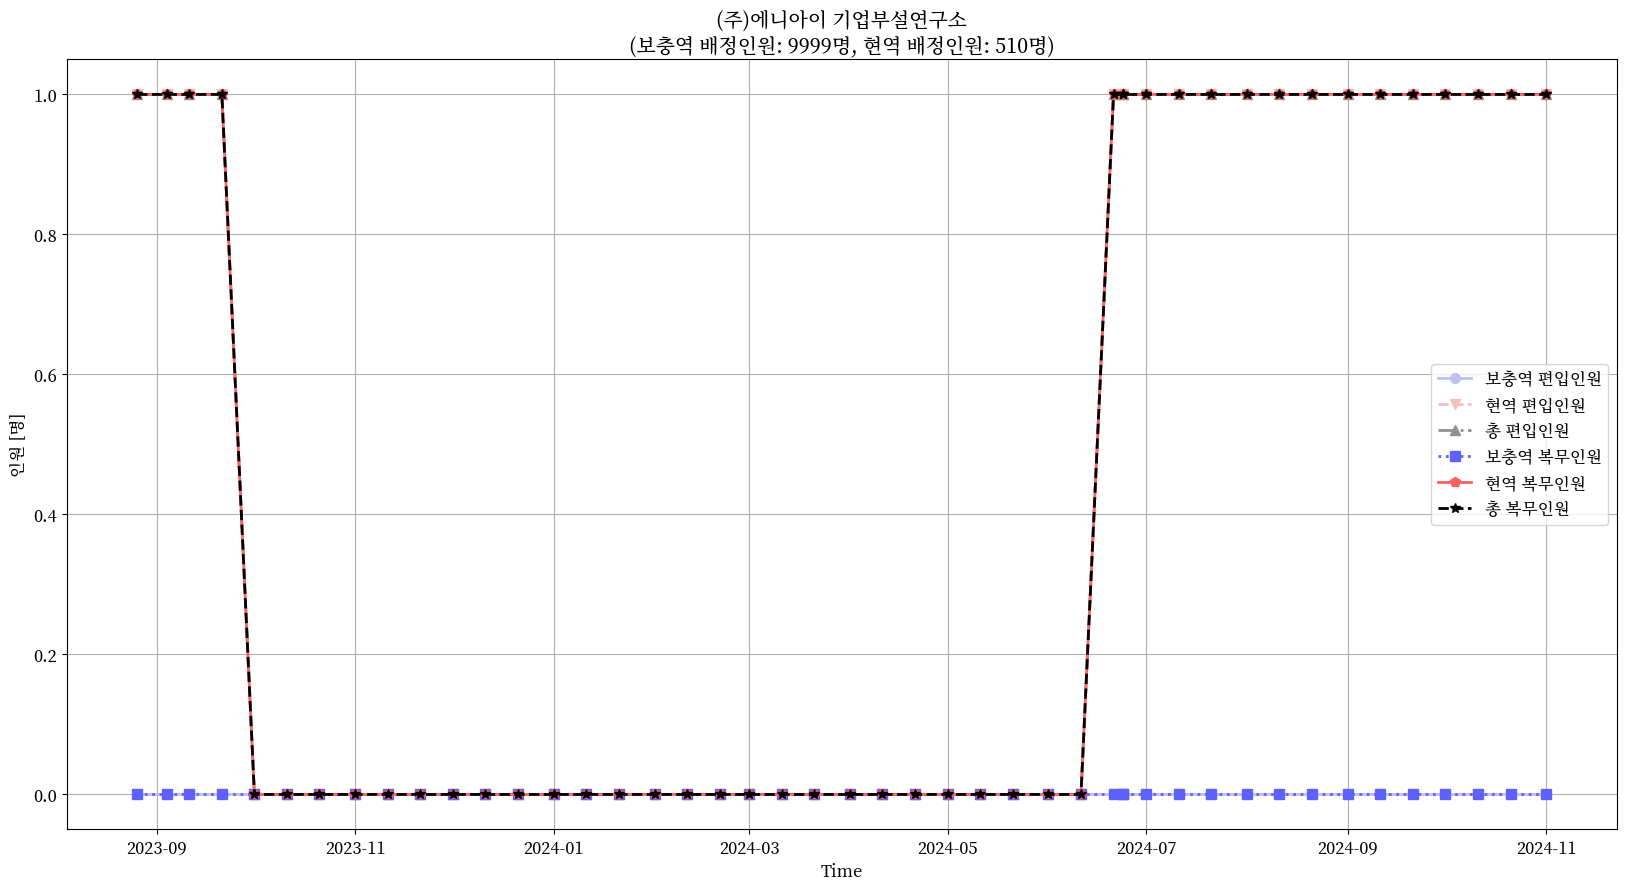 (주)에니아이 기업부설연구소
(보충역 배정인원: 9999명, 현역 배정인원: 510명)
1.0
0.8
0.6
0.4
0.2
0.0
인원 [명]
보충역 편입인원
현역 편입인원
총 편입인원
보충역 복무인원
현역 복무인원
총 복무인원
2023-09
2023-11
2024-01
2024-03
2024-05
2024-07
2024-09
2024-11
Time